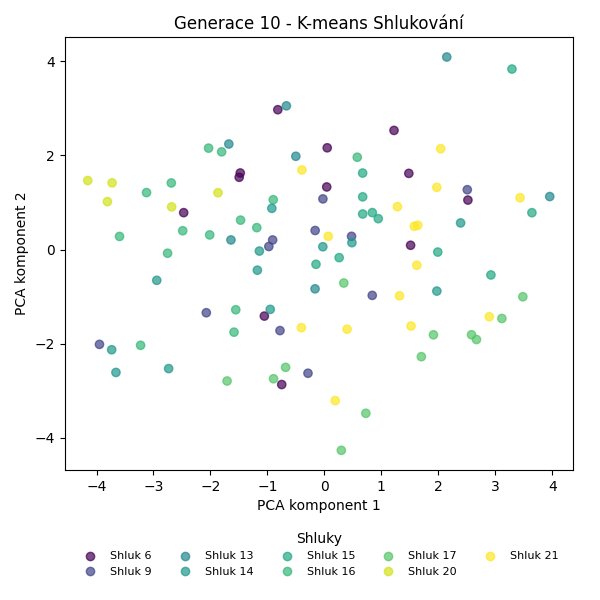 Generace 10 - K-means Shlukování
PCA komponent 2
4
2
0
−2
−4
−4 −3 −2 −1 0 1 2 3 4
PCA komponent 1
Shluky
Shluk 6 Shluk 13 Shluk 15 Shluk 17 Shluk 21
Shluk 9 Shluk 14 Shluk 16 Shluk 20